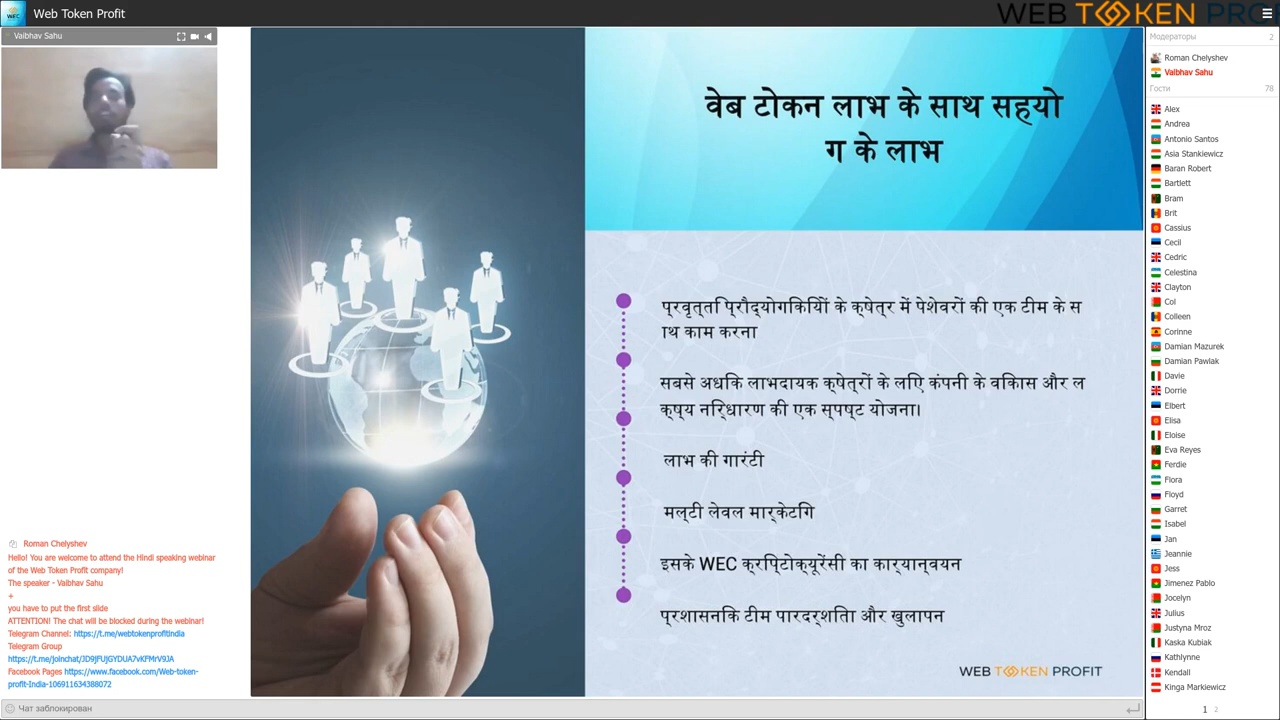 WEC
Web Token Profit
WEB TOKEN PRO
Vaibhav Sahu
Модераторы 2
Roman Chelyshev
Vaibhav Sahu
Гости 78
Alex
Andrea
Antonio Santos
Asia Stankiewicz
Baran Robert
Bartlett
Bram
Brit
Cassius
Cecil
Cedric
Celestina
Clayton
Col
Colleen
Corinne
Damian Mazurek
Damian Pawlak
Davie
Dorrie
Elbert
Elisa
Eloise
Eva Reyes
Ferdie
Flora
Floyd
Garret
Isabel
Jan
Jeannie
Jess
Jimenez Pablo
Jocelyn
Julius
Justyna Mroz
Kaska Kubiak
Kathlynne
Kendall
Kinga Markiewicz
1 2
वेब टोकन लाभ के साथ सहयो
ग के लाभ
प्रवृत्ति प्रौद्योगिकियों के क्षेत्र में पेशेवरों की एक टीम के स
ाथ काम करना
सबसे अधिक लाभदायक क्षेत्रों के लिए कंपनी के विकास और ल
क्ष्य निर्धारण की एक स्पष्ट योजना।
लाभ की गारंटी
मल्टी लेवल मार्केटिंग
इसके WEC क्रिप्टोक्यूरेंसी का कार्यान्वयन
प्रशासनिक टीम पारदर्शिता और खुलापन
WEB TOKEN PROFIT
Roman Chelyshev
Hello! You are welcome to attend the Hindi speaking webinar
of the Web Token Profit company!
The speaker - Vaibhav Sahu
+
you have to put the first slide
ATTENTION! The chat will be blocked during the webinar!
Telegram Channel: https://t.me/webtokenprofitindia
Telegram Group
https://t.me/joinchat/JD9jFUjGYDUA7vKFMrV9JA
Facebook Pages https://www.facebook.com/Web-token-
profit-India-106911634388072
Чат заблокирован